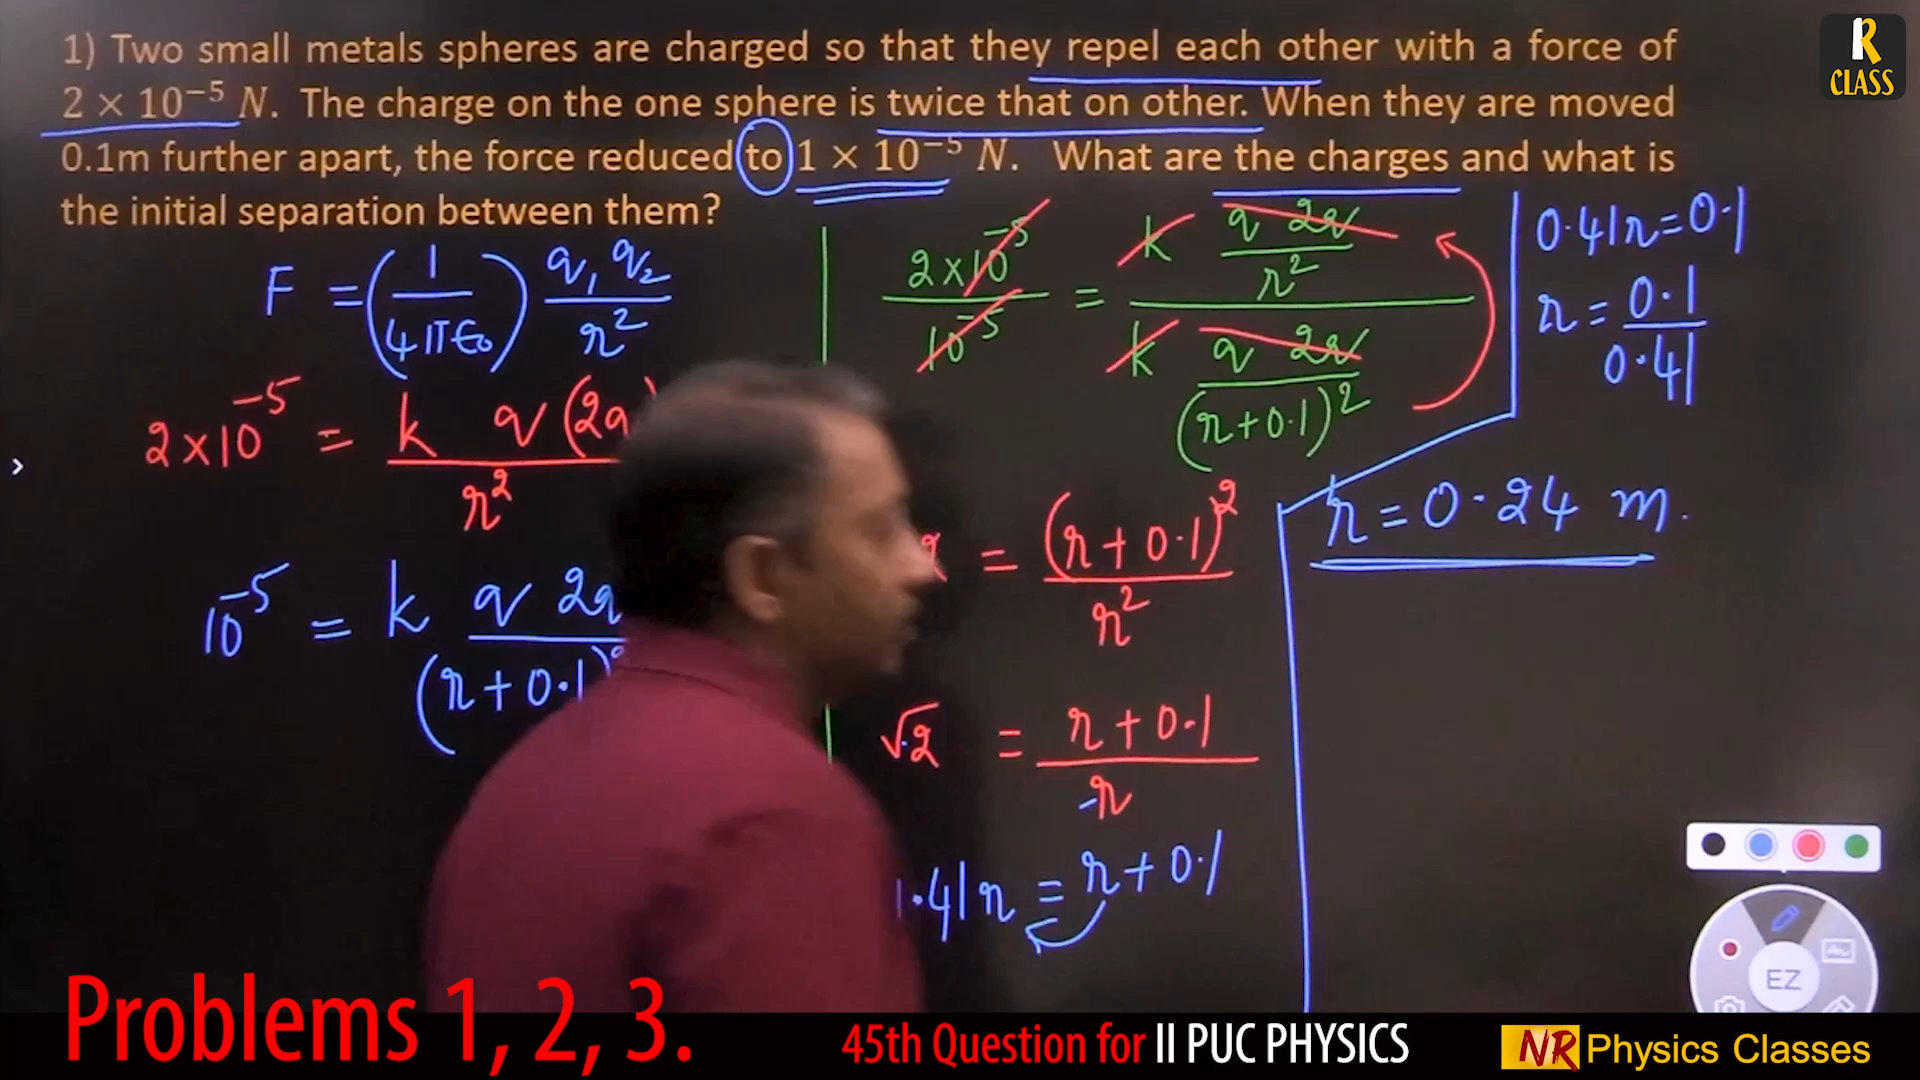 1) Two small metals spheres are charged so that they repel each other with a force of
2 × 10⁻⁵ N. The charge on the one sphere is twice that on other. When they are moved
0.1m further apart, the force reduced to 1 × 10⁻⁵ N. What are the charges and what is
the initial separation between them?
F = (1/4πϵ₀) q₁ q₂/r²
2×10⁻⁵ = k q (2q/r²
10⁻⁵ = k q 2q/(r+0.1)
2×10⁻⁵/10⁻⁵ = k q 2q/r² / k q 2q/(r+0.1)²
= (r+0.1)²/r²
√2 = r+0.1/r
1.41r = r+0.1
0.41r=0.1
r = 0.1/0.41
r = 0.24 m.
R
CLASS
EZ
Problems 1, 2, 3.
45th Question for II PUC PHYSICS
NR Physics Classes